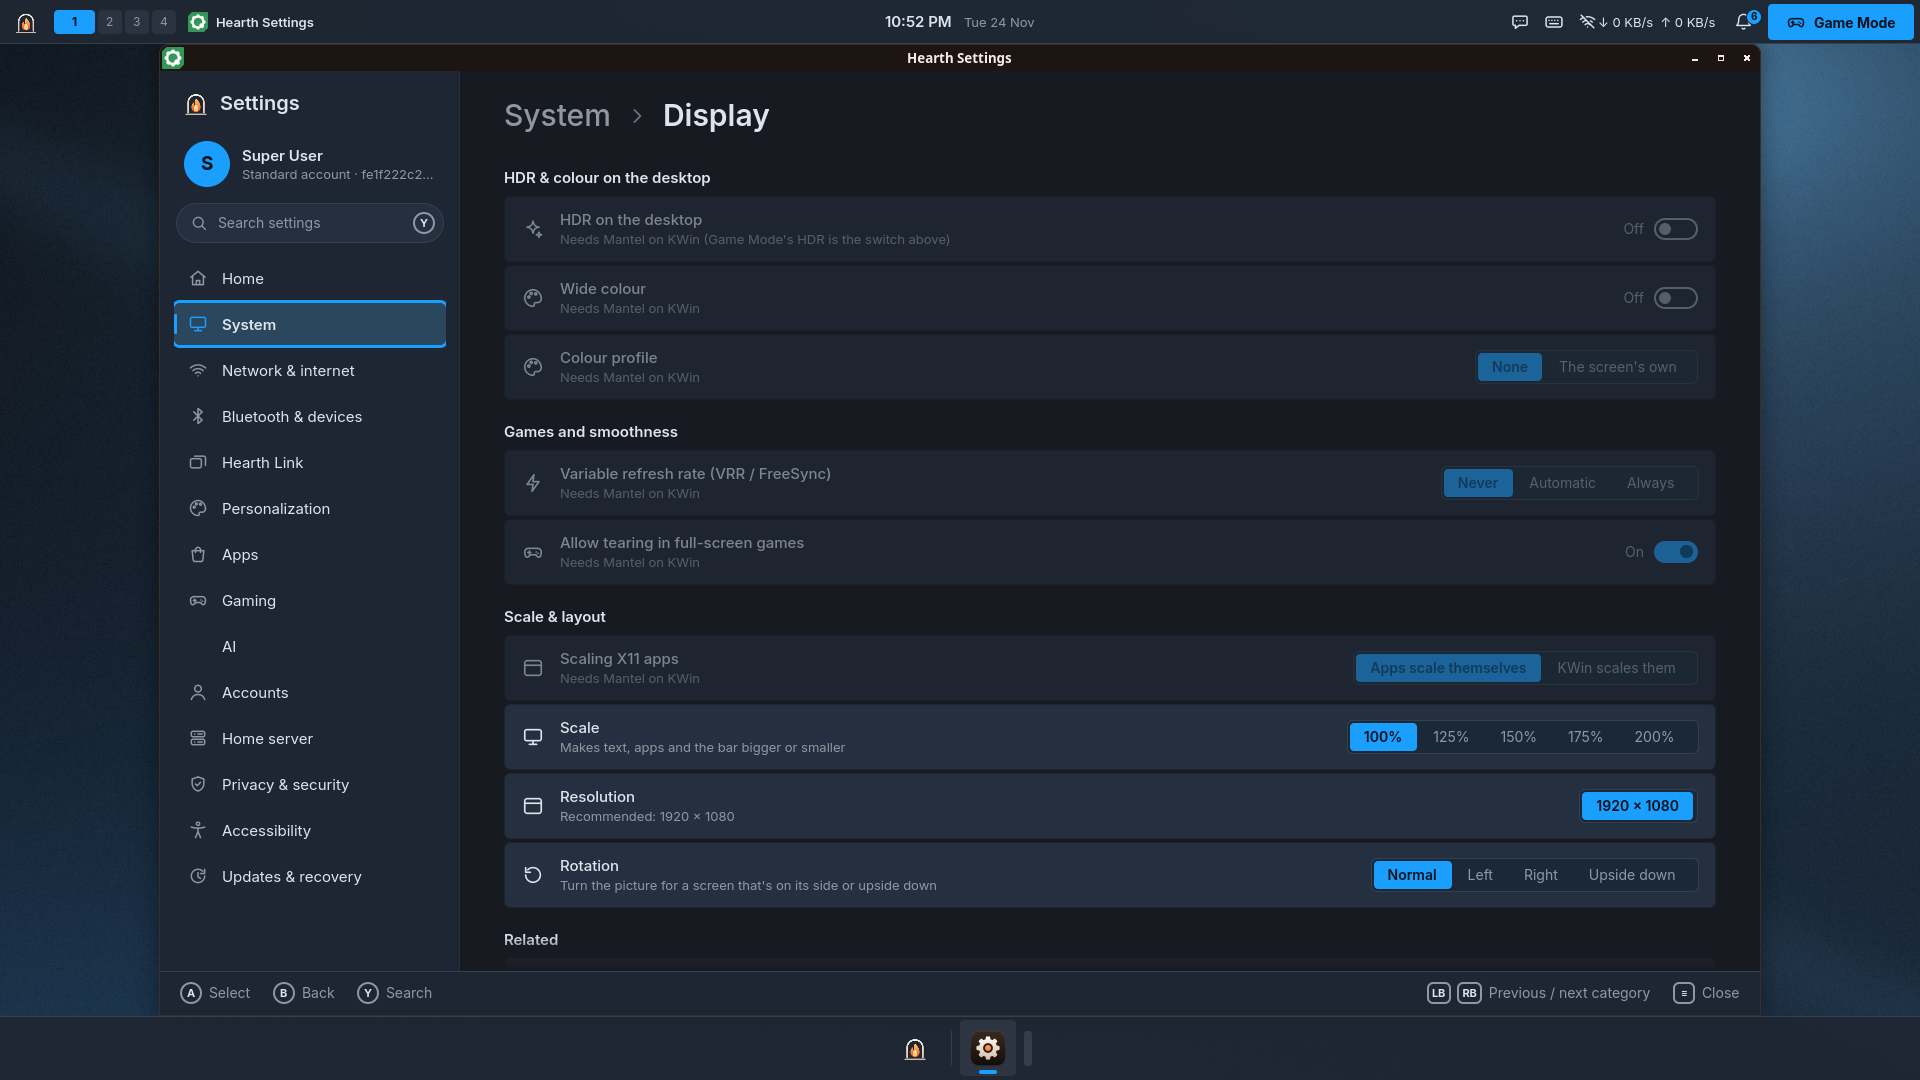 1 2 3 4 Hearth Settings 10:52 PM Tue 24 Nov ↓ 0 KB/s ↑ 0 KB/s 6 Game Mode
Hearth Settings
Settings
S
Super User
Standard account · fe1f222c2...
Search settings Y
Home
System
Network & internet
Bluetooth & devices
Hearth Link
Personalization
Apps
Gaming
AI
Accounts
Home server
Privacy & security
Accessibility
Updates & recovery
System > Display
HDR & colour on the desktop
HDR on the desktop
Needs Mantel on KWin (Game Mode's HDR is the switch above)
Off
Wide colour
Needs Mantel on KWin
Off
Colour profile
Needs Mantel on KWin
None The screen's own
Games and smoothness
Variable refresh rate (VRR / FreeSync)
Needs Mantel on KWin
Never Automatic Always
Allow tearing in full-screen games
Needs Mantel on KWin
On
Scale & layout
Scaling X11 apps
Needs Mantel on KWin
Apps scale themselves KWin scales them
Scale
Makes text, apps and the bar bigger or smaller
100% 125% 150% 175% 200%
Resolution
Recommended: 1920 × 1080
1920 × 1080
Rotation
Turn the picture for a screen that's on its side or upside down
Normal Left Right Upside down
Related
A Select B Back Y Search LB RB Previous / next category ≡ Close